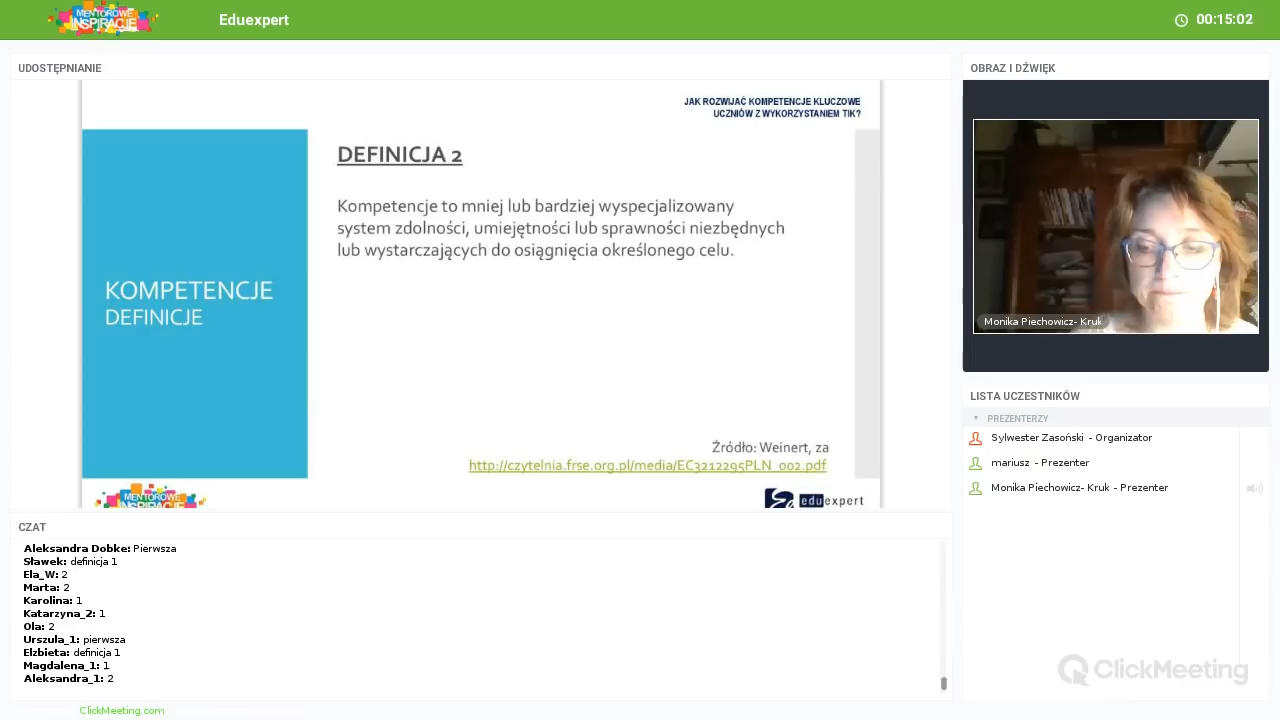 MENTOROWE
INSPIRACJE
Eduexpert
00:15:02
UDOSTĘPNIANIE
JAK ROZWIJAĆ KOMPETENCJE KLUCZOWE
UCZNIÓW Z WYKORZYSTANIEM TIK?
DEFINICJA 2
Kompetencje to mniej lub bardziej wyspecjalizowany
system zdolności, umiejętności lub sprawności niezbędnych
lub wystarczających do osiągnięcia określonego celu.
KOMPETENCJE
DEFINICJE
Źródło: Weinert, za
http://czytelnia.frse.org.pl/media/EC3212295PLN_002.pdf
MENTOROWE
INSPIRACJE
eduexpert
OBRAZ I DŹWIĘK
Monika Piechowicz- Kruk
LISTA UCZESTNIKÓW
PREZENTERZY
Sylwester Zasoński - Organizator
mariusz - Prezenter
Monika Piechowicz- Kruk - Prezenter
CZAT
Aleksandra Dobke: Pierwsza
Sławek: definicja 1
Ela_W: 2
Marta: 2
Karolina: 1
Katarzyna_2: 1
Ola: 2
Urszula_1: pierwsza
Elzbieta: definicja 1
Magdalena_1: 1
Aleksandra_1: 2
ClickMeeting
ClickMeeting.com